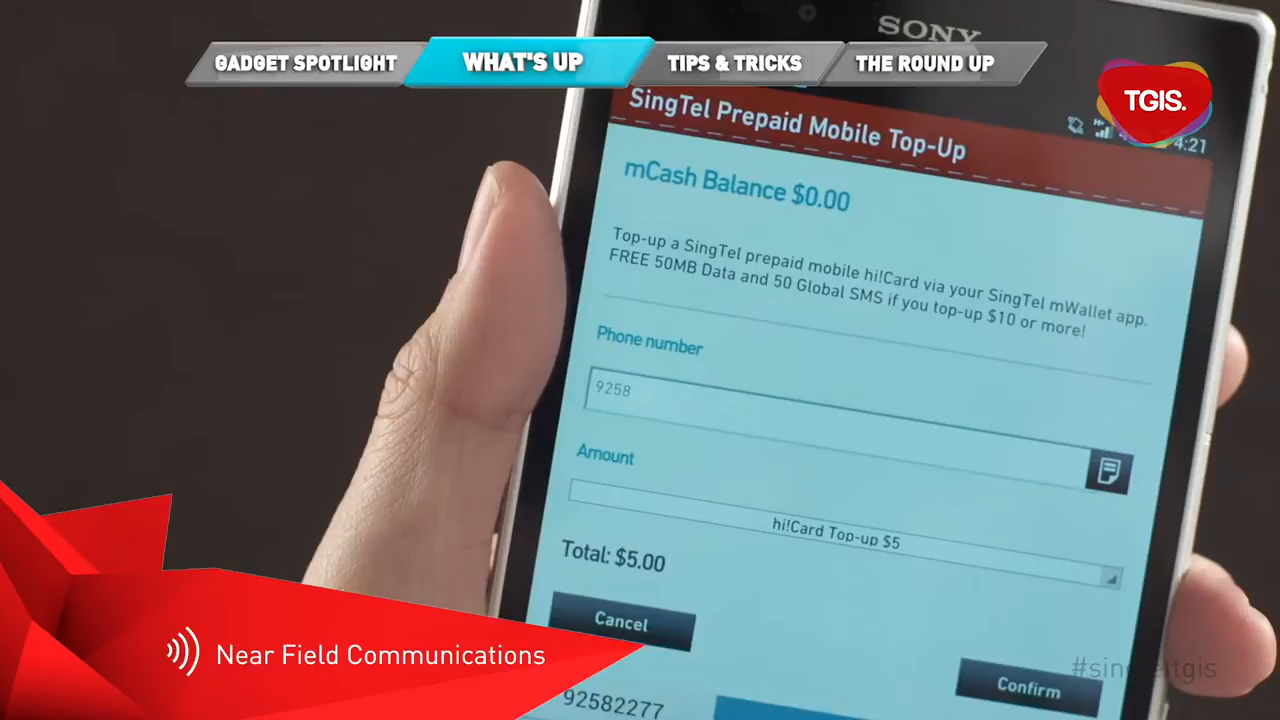 SONY
GADGET SPOTLIGHT
WHAT'S UP
TIPS & TRICKS
THE ROUND UP
TGIS.
4:21
SingTel Prepaid Mobile Top-Up
mCash Balance $0.00
Top-up a SingTel prepaid mobile hi!Card via your SingTel mWallet app.
FREE 50MB Data and 50 Global SMS if you top-up $10 or more!
Phone number
9258
Amount
hi!Card Top-up $5
Total: $5.00
Cancel
Near Field Communications
#singteltgis
Confirm
92582277